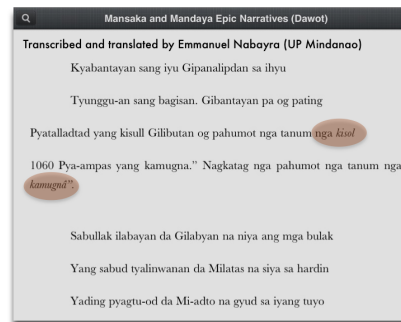 Mansaka and Mandaya Epic Narratives (Dawot)
Transcribed and translated by Emmanuel Nabayra (UP Mindanao)
Kyabantayan sang iyu Gipanalipdan sa ihyu
Tyunggu-an sang bagisan. Gibantayan pa og pating
Pyatalladtad yang kisull Gilibutan og pahumot nga tanum nga kisol
1060 Pya-ampas yang kamugna.” Nagkatag nga pahumot nga tanum nga
kamugnâ”.
Sabullak ilabayan da Gilabyan na niya ang mga bulak
Yang sabud tyalinwanan da Milatas na siya sa hardin
Yading pyagtu-od da Mi-adto na gyud sa iyang tuyo